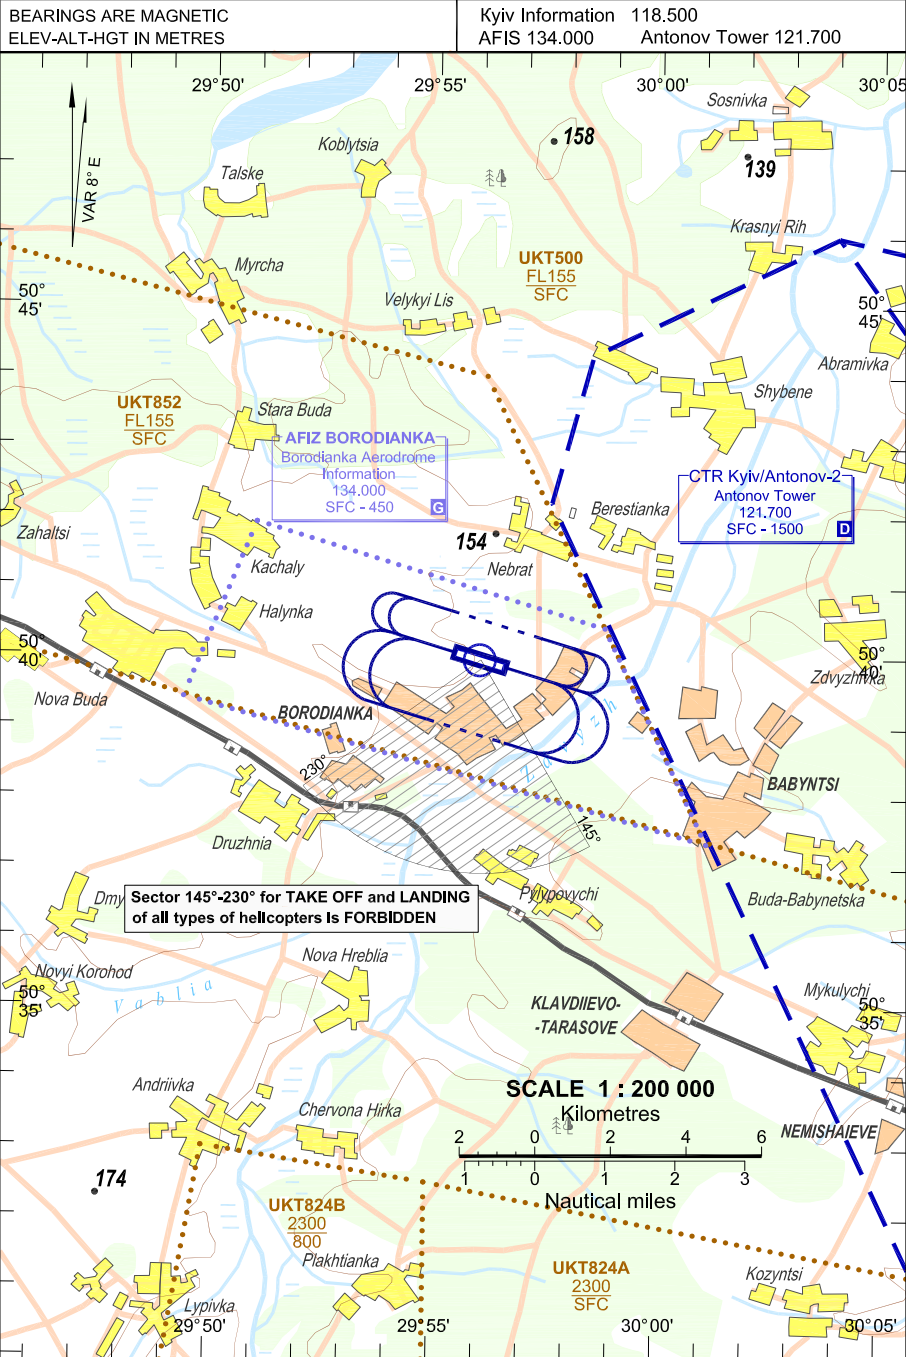 BEARINGS ARE MAGNETIC
ELEV-ALT-HGT IN METRES
Kyiv Information 118.500
AFIS 134.000 Antonov Tower 121.700
29°50'
29°55'
30°00'
30°05'
VAR 8° E
Sosnivka
158
139
Koblytsia
Talske
Krasnyi Rih
Myrcha
UKT500
FL155
SFC
50°
45'
Velykyi Lis
50°
45'
Abramivka
Shybene
UKT852
FL155
SFC
Stara Buda
AFIZ BORODIANKA
Borodianka Aerodrome
Information
134.000
SFC - 450
G
CTR Kyiv/Antonov-2
Antonov Tower
121.700
SFC - 1500
D
Zahaltsi
Berestianka
154
Nebrat
Kachaly
Halynka
50°
40'
50°
40'
Zdvyzhivka
Nova Buda
BORODIANKA
Zdvyzh
230°
BABYNTSI
145°
Druzhnia
Dmy
Sector 145°-230° for TAKE OFF and LANDING
of all types of helicopters is FORBIDDEN
Pylypovychi
Buda-Babynetska
Nova Hreblia
Novyi Korohod
Vablia
50°
35'
KLAVDIIEVO-
-TARASOVE
Mykulychi
50°
35'
Andriivka
Chervona Hirka
SCALE 1 : 200 000
Kilometres
2 0 2 4 6
1 0 1 2 3
Nautical miles
NEMISHAIEVE
174
UKT824B
2300
800
Plakhtianka
UKT824A
2300
SFC
Kozyntsi
Lypivka
29°50'
29°55'
30°00'
30°05'